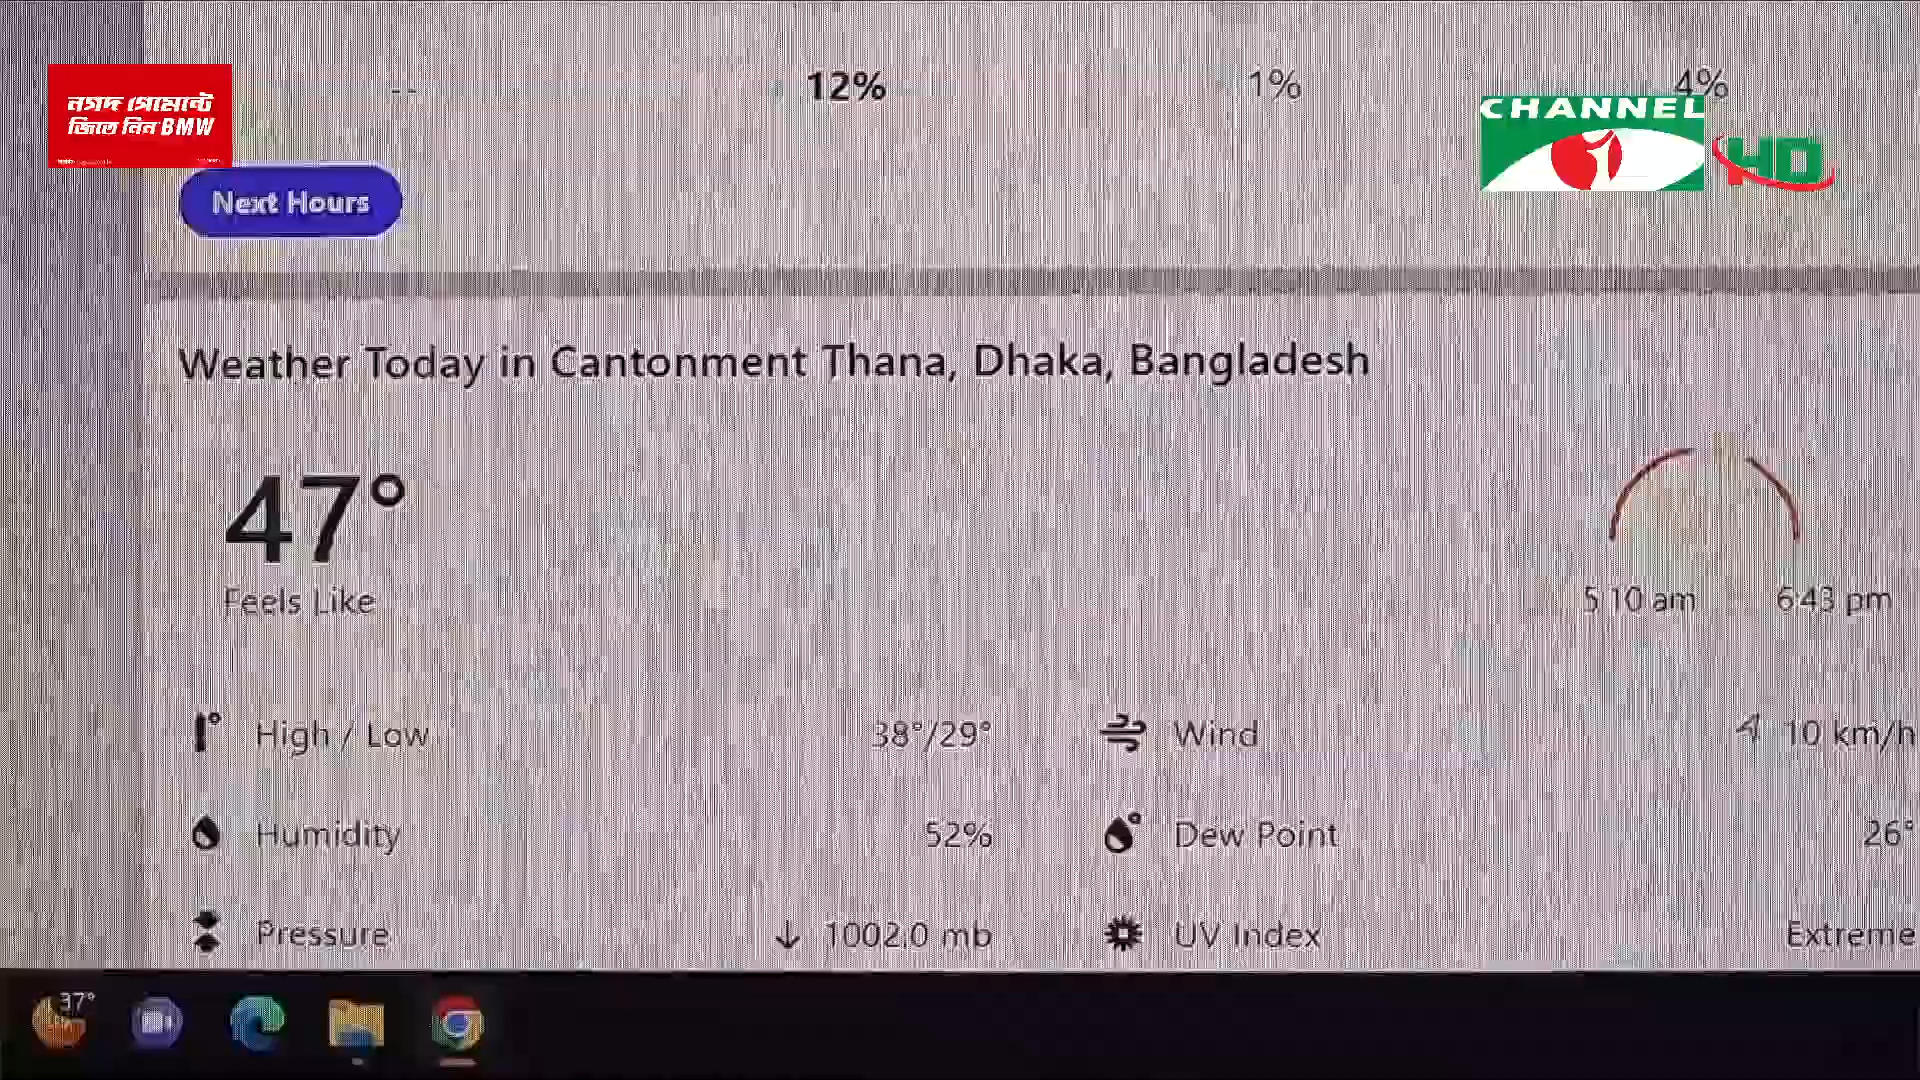 -- 12% 1% 4%
নগদ পেমেন্টে
জিতে নিন BMW
CHANNEL
i HD
Next Hours
Weather Today in Cantonment Thana, Dhaka, Bangladesh
47°
Feels Like
5 10 am 6:43 pm
High / Low 38°/29° Wind 10 km/h
Humidity 52% Dew Point 26°
Pressure ↓ 1002.0 mb UV Index Extreme
37°